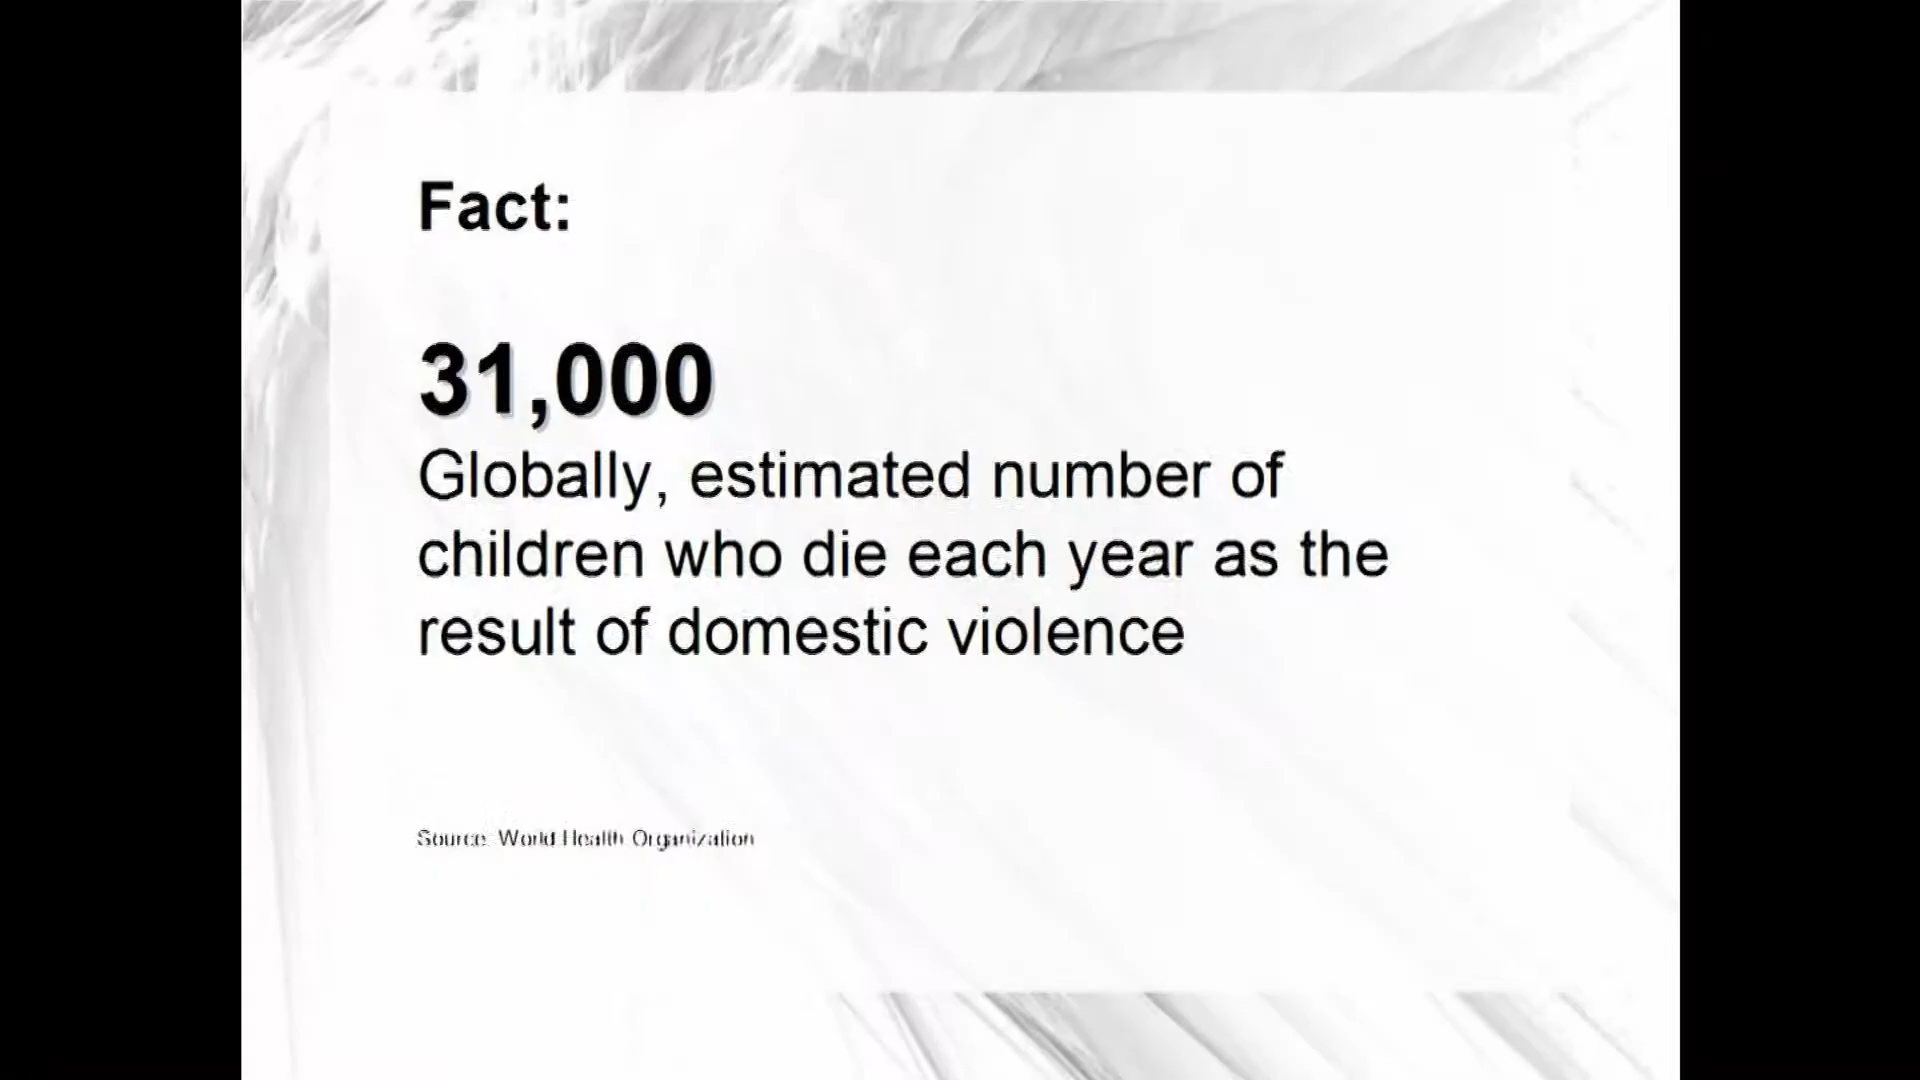 Fact:
31,000
Globally, estimated number of
children who die each year as the
result of domestic violence
Source: World Health Organization